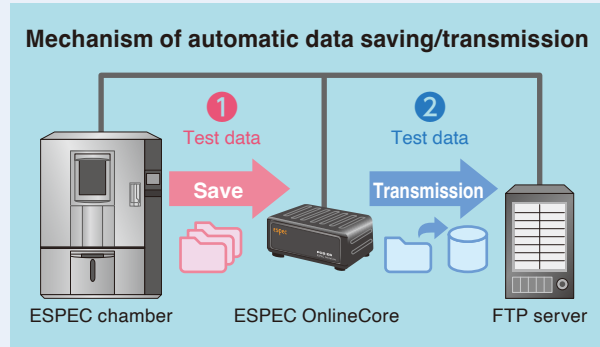 Mechanism of automatic data saving/transmission
1
2
Test data
Test data
Save
Transmission
espec
ESPEC chamber
ESPEC OnlineCore
FTP server